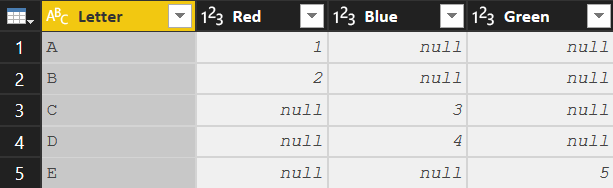 ABC Letter 123 Red 123 Blue 123 Green
1 A 1 null null
2 B 2 null null
3 C null 3 null
4 D null 4 null
5 E null null 5